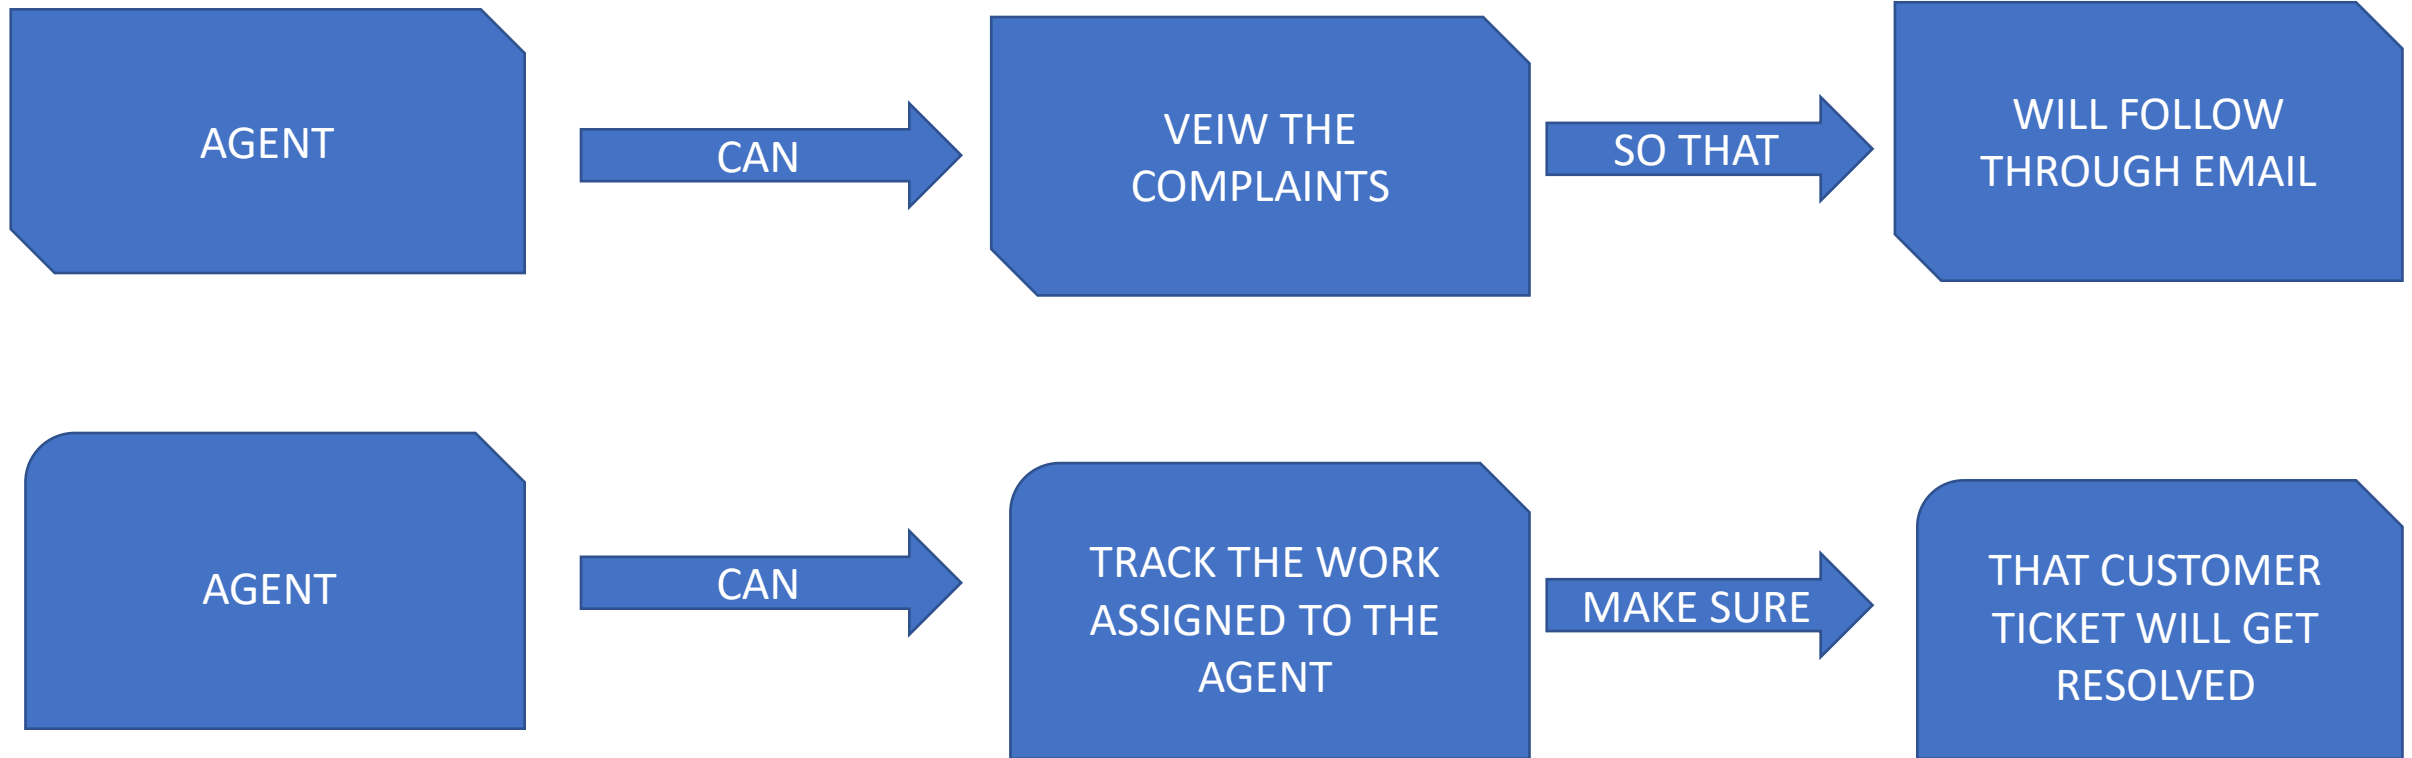 AGENT
CAN
VEIW THE
COMPLAINTS
SO THAT
WILL FOLLOW
THROUGH EMAIL
AGENT
CAN
TRACK THE WORK
ASSIGNED TO THE
AGENT
MAKE SURE
THAT CUSTOMER
TICKET WILL GET
RESOLVED